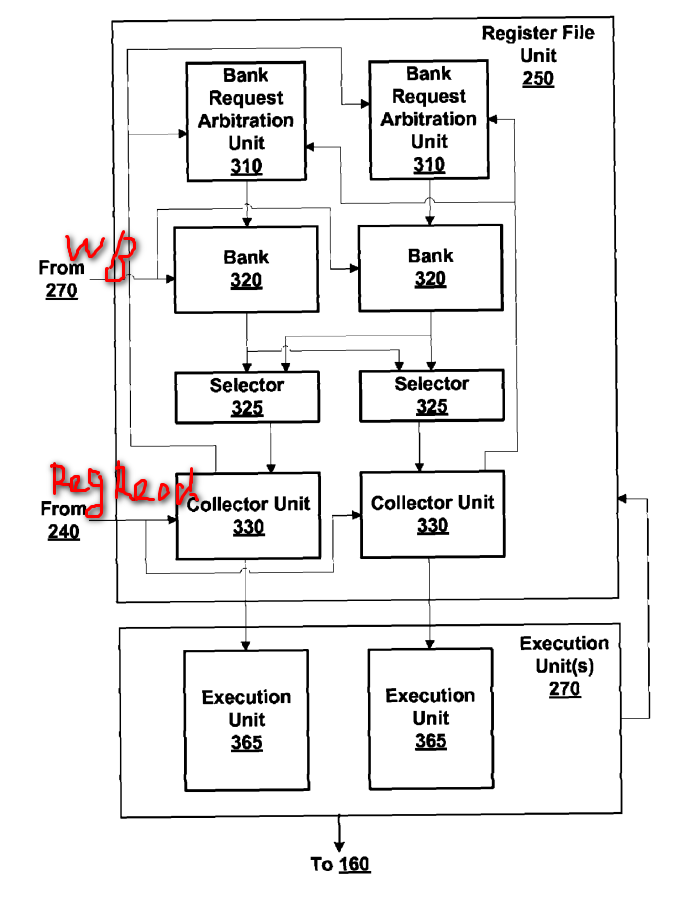 Register File
Unit
250
Bank
Request
Arbitration
Unit
310
Bank
Request
Arbitration
Unit
310
WB
From
270
Bank
320
Bank
320
Selector
325
Selector
325
Reg Read
From
240
Collector Unit
330
Collector Unit
330
Execution
Unit(s)
270
Execution
Unit
365
Execution
Unit
365
To 160